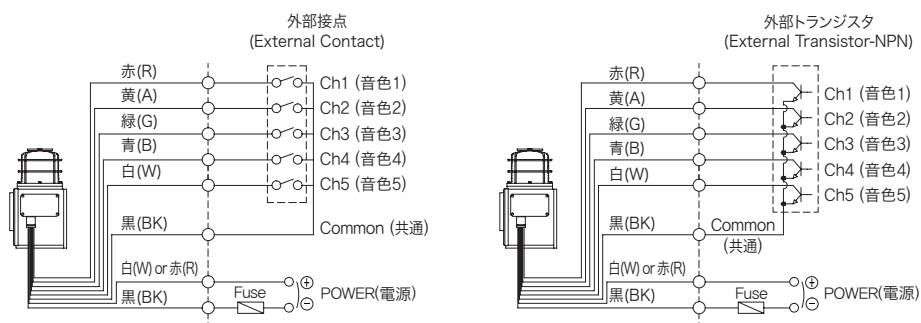 外部接点
(External Contact)
赤(R)
Ch1 (音色1)
黄(A)
Ch2 (音色2)
緑(G)
Ch3 (音色3)
青(B)
Ch4 (音色4)
白(W)
Ch5 (音色5)
黒(BK)
Common (共通)
白(W) or 赤(R)
黒(BK)
Fuse
⊕
⊖
POWER(電源)
外部トランジスタ
(External Transistor-NPN)
赤(R)
Ch1 (音色1)
黄(A)
Ch2 (音色2)
緑(G)
Ch3 (音色3)
青(B)
Ch4 (音色4)
白(W)
Ch5 (音色5)
黒(BK)
Common
(共通)
白(W) or 赤(R)
黒(BK)
Fuse
⊕
⊖
POWER(電源)